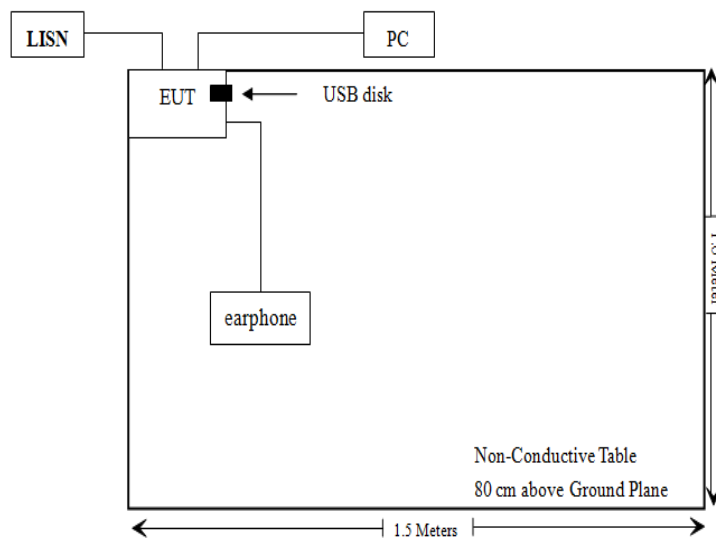 LISN
PC
EUT
USB disk
earphone
Non-Conductive Table
80 cm above Ground Plane
1.5 Meters